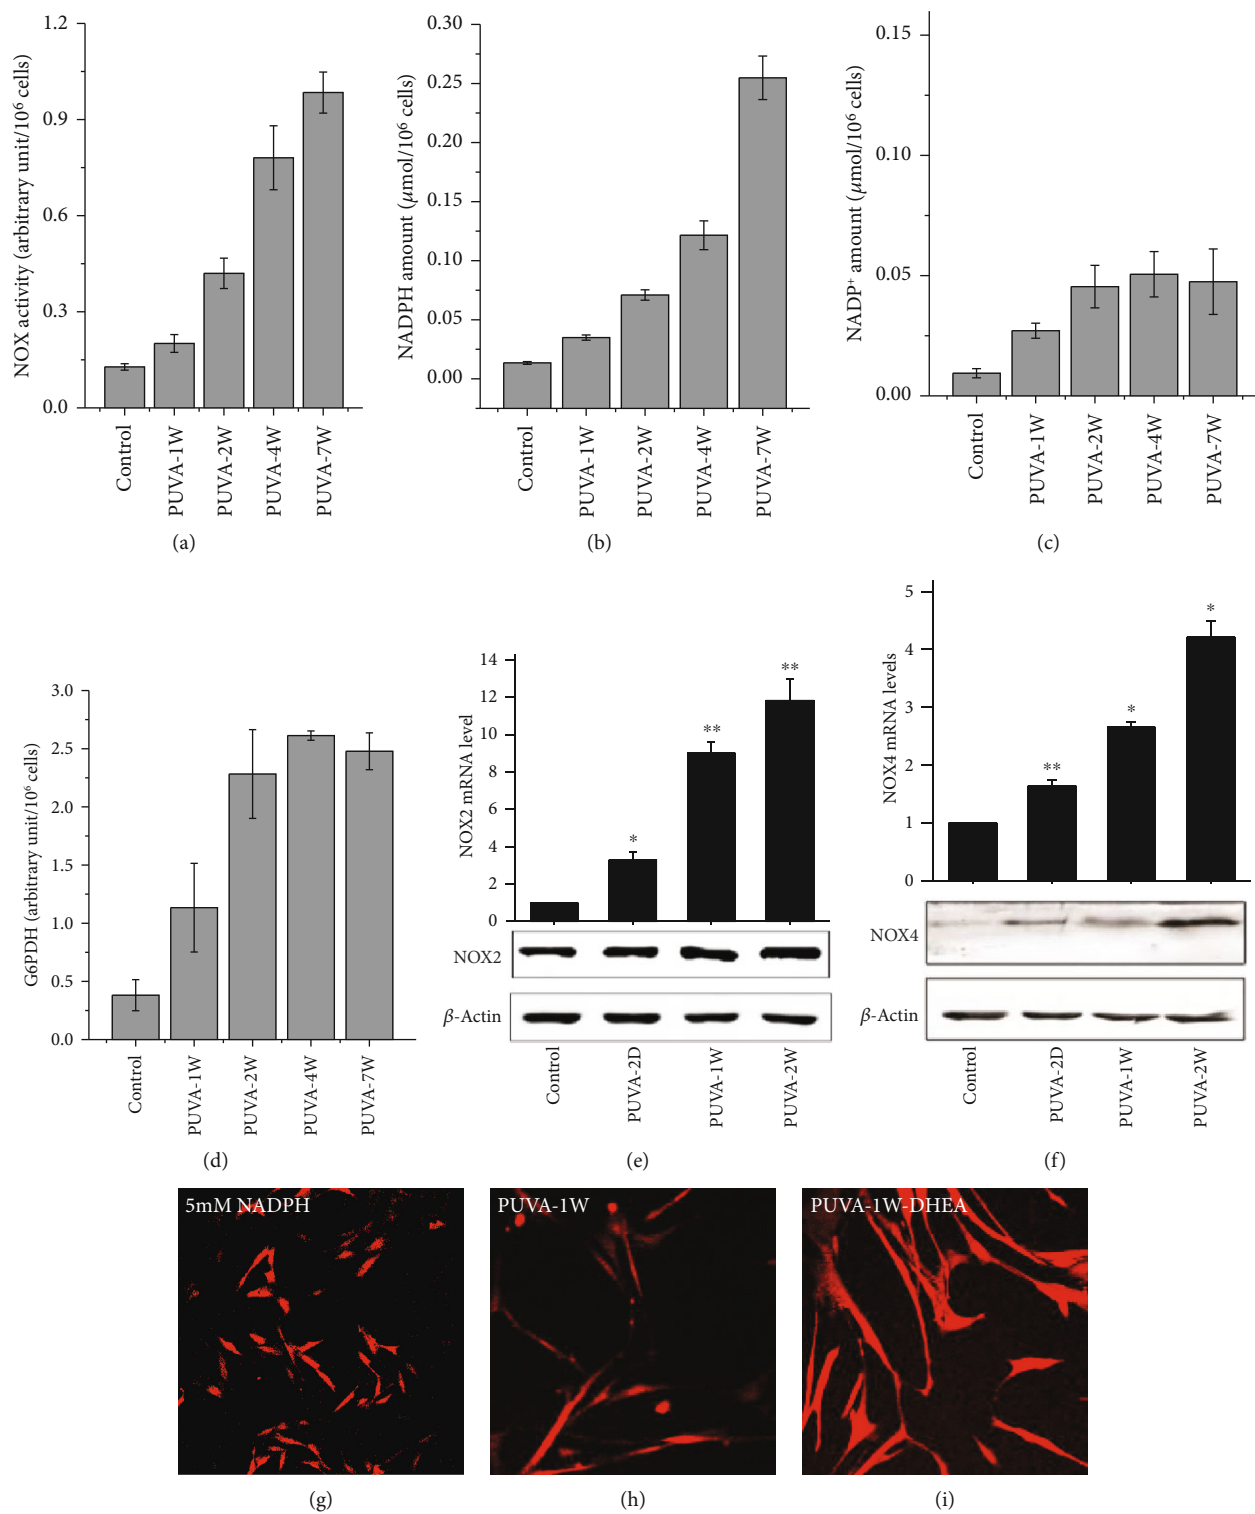 NOX activity (arbitrary unit/10⁶ cells)
1.2
0.9
0.6
0.3
0.0
Control
PUVA-1W
PUVA-2W
PUVA-4W
PUVA-7W
(a)
NADPH amount (μmol/10⁶ cells)
0.30
0.25
0.20
0.15
0.10
0.05
0.00
Control
PUVA-1W
PUVA-2W
PUVA-4W
PUVA-7W
(b)
NADP⁺ amount (μmol/10⁶ cells)
0.15
0.10
0.05
0.00
Control
PUVA-1W
PUVA-2W
PUVA-4W
PUVA-7W
(c)
G6PDH (arbitrary unit/10⁶ cells)
3.0
2.5
2.0
1.5
1.0
0.5
0.0
Control
PUVA-1W
PUVA-2W
PUVA-4W
PUVA-7W
(d)
NOX2 mRNA level
14
12
10
8
6
4
2
0
*
**
**
NOX2
β-Actin
Control
PUVA-2D
PUVA-1W
PUVA-2W
(e)
NOX4 mRNA levels
5
4
2
2
1
0
**
*
*
NOX4
β-Actin
Control
PUVA-2D
PUVA-1W
PUVA-2W
(f)
5mM NADPH
(g)
PUVA-1W
(h)
PUVA-1W-DHEA
(i)